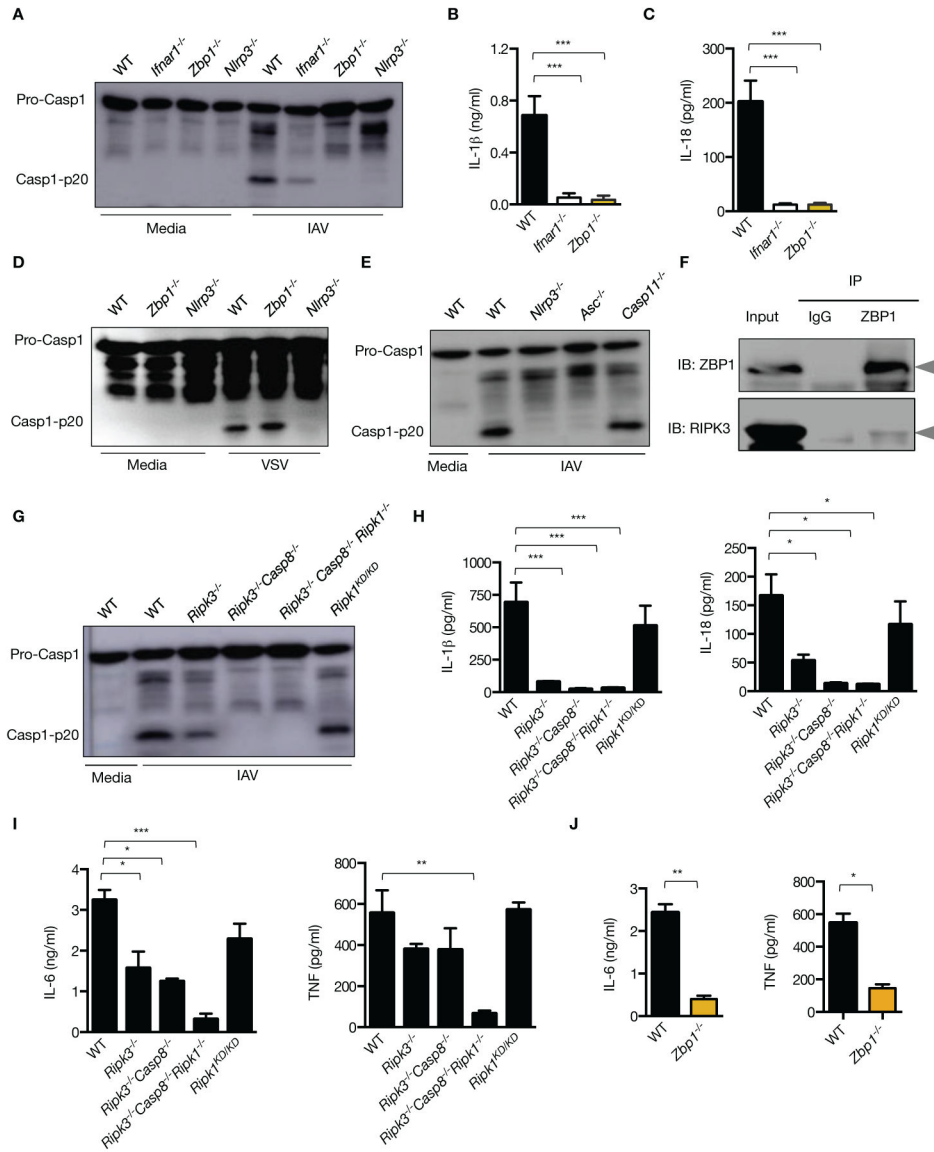 A
WT
Ifnar1-/-
Zbp1-/-
Nlrp3-/-
WT
Ifnar1-/-
Zbp1-/-
Nlrp3-/-
Pro-Casp1
Casp1-p20
Media
IAV
B
***
***
IL-1β (ng/ml)
1.2
0.8
0.4
0.0
WT
Ifnar1-/-
Zbp1-/-
C
***
***
IL-18 (pg/ml)
300
200
100
0
WT
Ifnar1-/-
Zbp1-/-
D
WT
Zbp1-/-
Nlrp3-/-
WT
Zbp1-/-
Nlrp3-/-
Pro-Casp1
Casp1-p20
Media
VSV
E
WT
WT
Nlrp3-/-
Asc-/-
Casp11-/-
Pro-Casp1
Casp1-p20
Media
IAV
F
IP
Input
IgG
ZBP1
IB: ZBP1
IB: RIPK3
G
WT
WT
Ripk3-/-
Ripk3-/-Casp8-/-
Ripk3-/- Casp8-/- Ripk1-/-
Ripk1KD/KD
Pro-Casp1
Casp1-p20
Media
IAV
H
***
***
***
IL-1β (pg/ml)
1000
750
500
250
0
WT
Ripk3-/-
Ripk3-/-Casp8-/-
Ripk3-/-Casp8-/-Ripk1-/-
Ripk1KD/KD
*
*
*
IL-18 (pg/ml)
250
200
150
100
50
0
WT
Ripk3-/-
Ripk3-/-Casp8-/-
Ripk3-/-Casp8-/-Ripk1-/-
Ripk1KD/KD
I
***
*
*
IL-6 (ng/ml)
4
3
2
1
0
WT
Ripk3-/-
Ripk3-/-Casp8-/-
Ripk3-/-Casp8-/-Ripk1-/-
Ripk1KD/KD
**
TNF (pg/ml)
800
600
400
200
0
WT
Ripk3-/-
Ripk3-/-Casp8-/-
Ripk3-/-Casp8-/-Ripk1-/-
Ripk1KD/KD
J
**
IL-6 (ng/ml)
3
2
1
0
WT
Zbp1-/-
*
TNF (pg/ml)
800
600
400
200
0
WT
Zbp1-/-